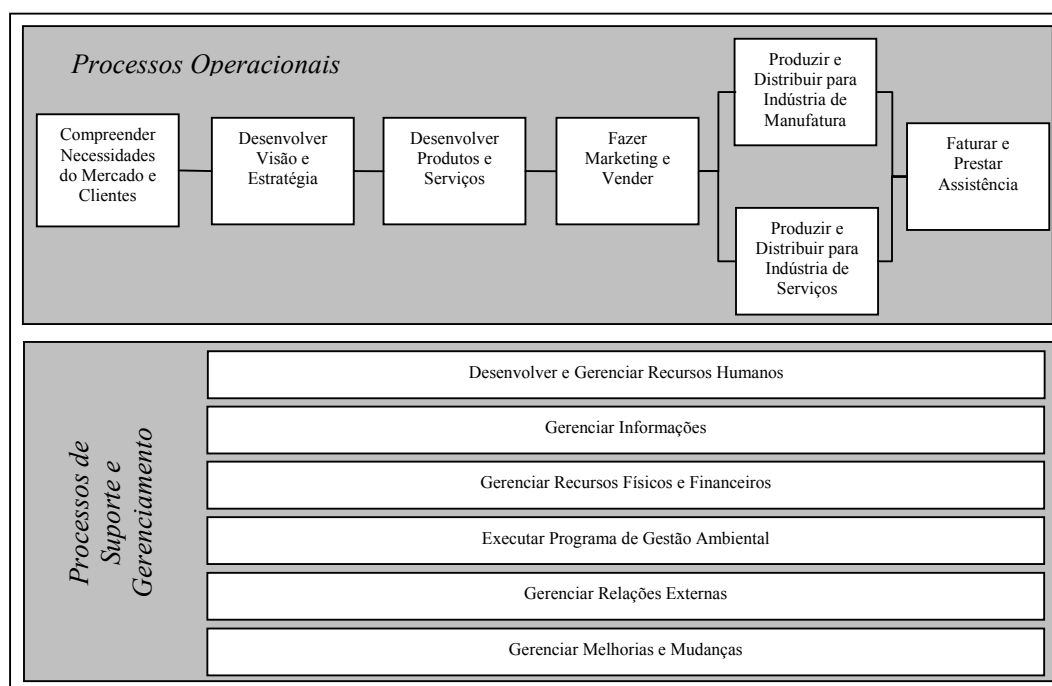 Processos Operacionais
Compreender
Necessidades
do Mercado e
Clientes
Desenvolver
Visão e
Estratégia
Desenvolver
Produtos e
Serviços
Fazer
Marketing e
Vender
Produzir e
Distribuir para
Indústria de
Manufatura
Produzir e
Distribuir para
Indústria de
Serviços
Faturar e
Prestar
Assistência
Processos de
Suporte e
Gerenciamento
Desenvolver e Gerenciar Recursos Humanos
Gerenciar Informações
Gerenciar Recursos Físicos e Financeiros
Executar Programa de Gestão Ambiental
Gerenciar Relações Externas
Gerenciar Melhorias e Mudanças